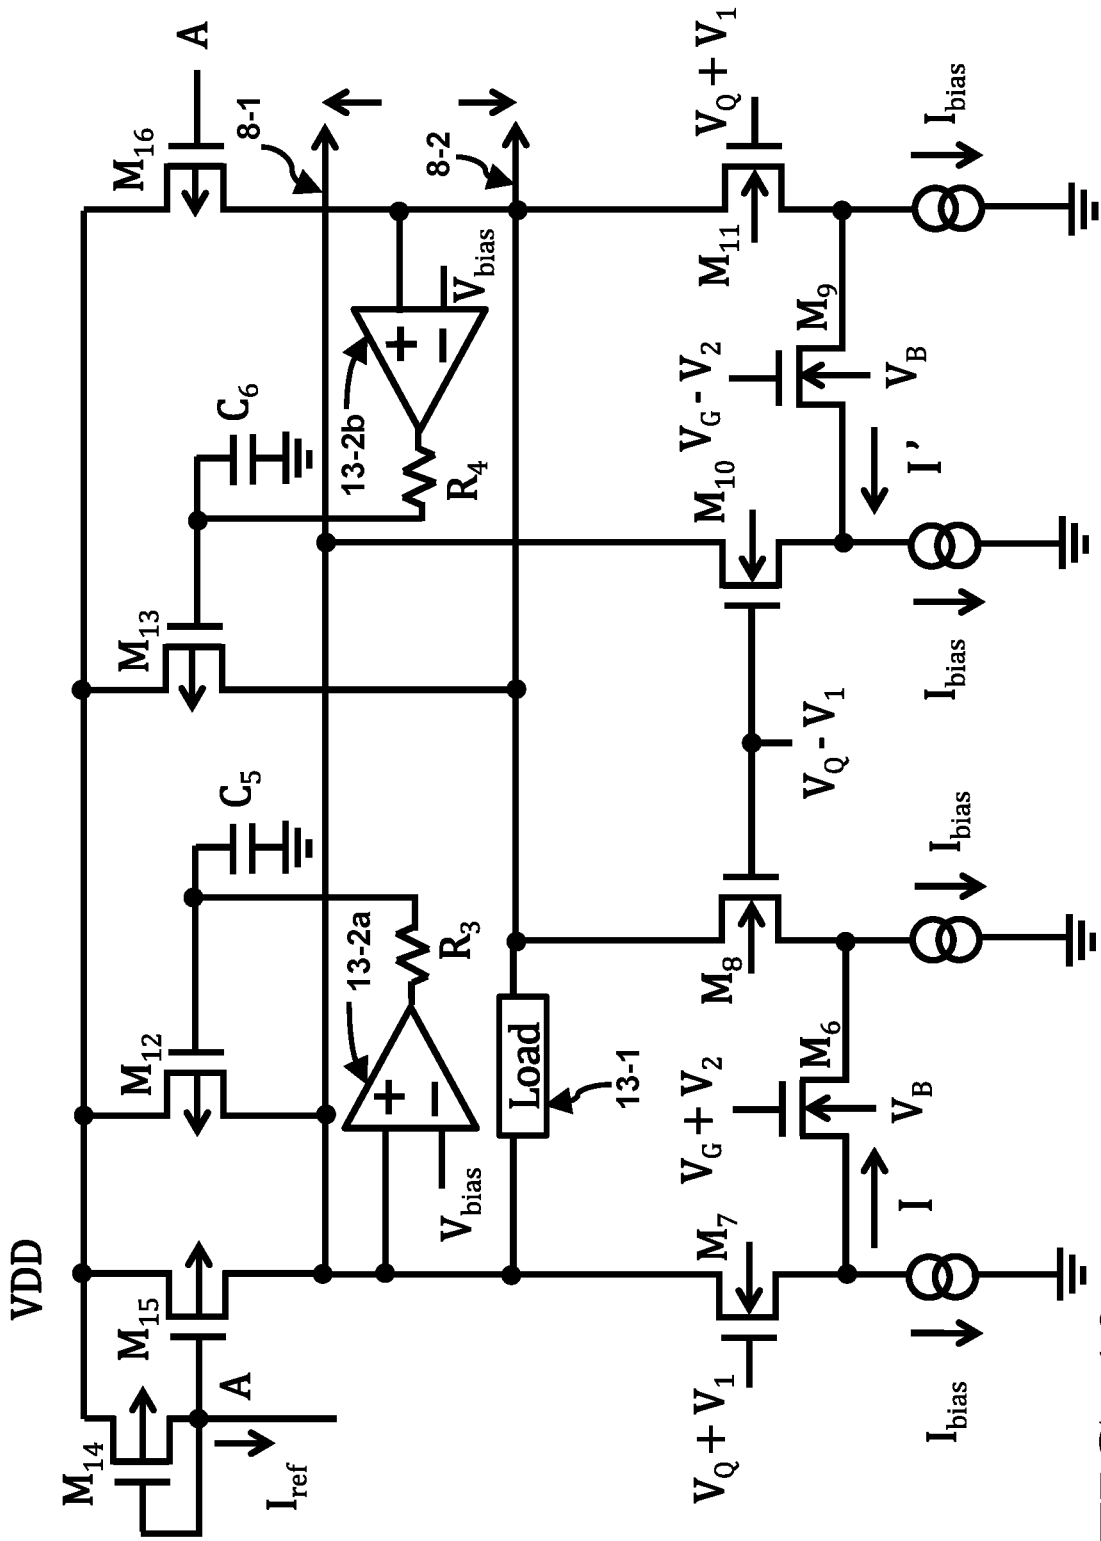 VDD
M14
M15
A
Iref
M12
C5
M13
C6
M16
A
8-1
8-2
13-2a
R3
Vbias
Load
13-1
13-2b
R4
Vbias
VQ + V1
M7
VG + V2
M6
VB
I
M8
VQ - V1
M10
VG - V2
M9
VB
I’
M11
VQ + V1
Ibias
Ibias
Ibias
Ibias